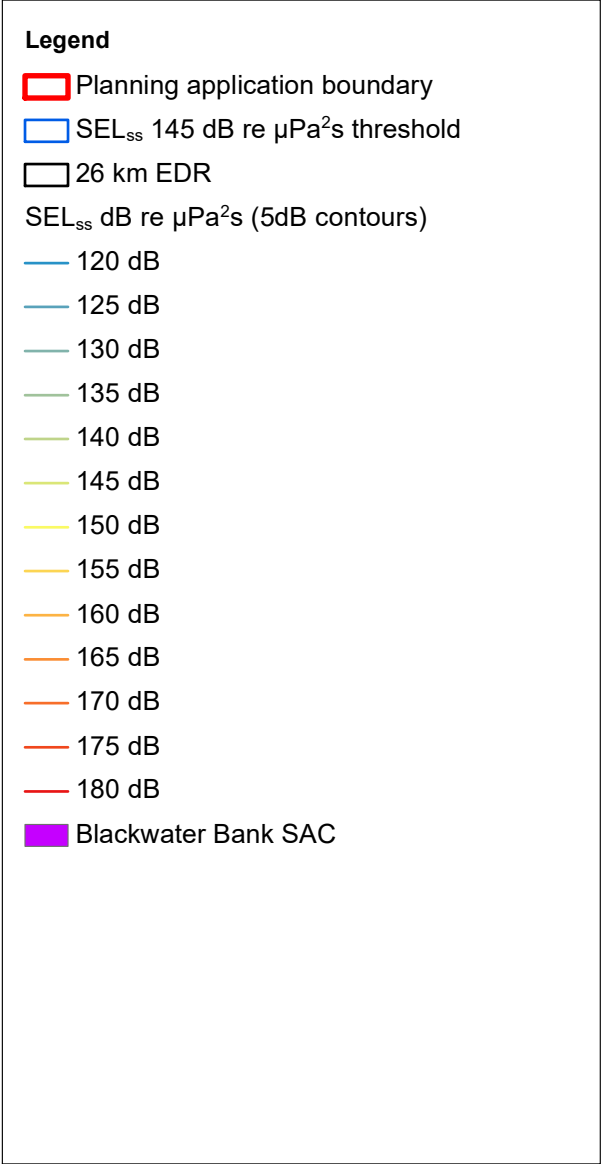 Legend
Planning application boundary
SELss 145 dB re µPa²s threshold
26 km EDR
SELss dB re µPa²s (5dB contours)
120 dB
125 dB
130 dB
135 dB
140 dB
145 dB
150 dB
155 dB
160 dB
165 dB
170 dB
175 dB
180 dB
Blackwater Bank SAC